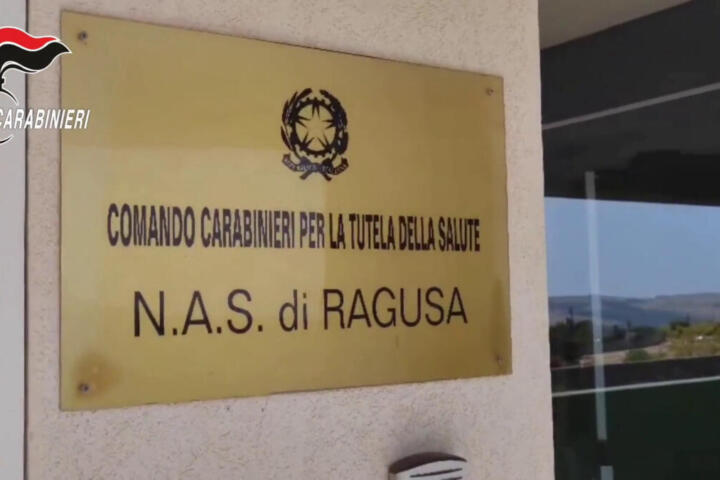 CARABINIERI
COMANDO CARABINIERI PER LA TUTELA DELLA SALUTE
N.A.S. di RAGUSA